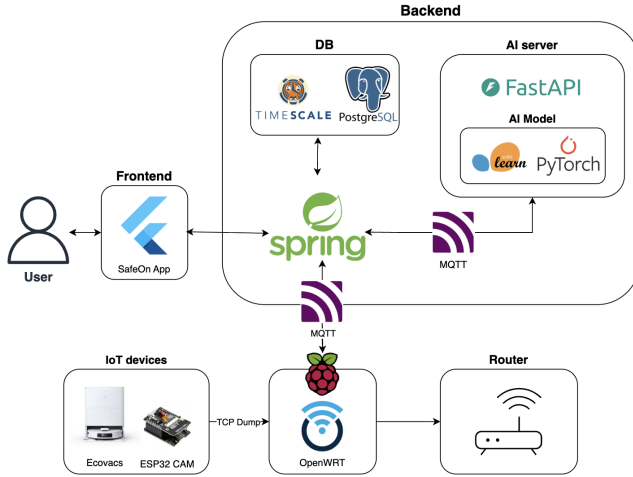 Backend
DB
AI server
TIMESCALE
PostgreSQL
FastAPI
AI Model
learn
PyTorch
Frontend
SafeOn App
User
spring
MQTT
MQTT
IoT devices
Router
TCP Dump
Ecovacs
ESP32 CAM
OpenWRT